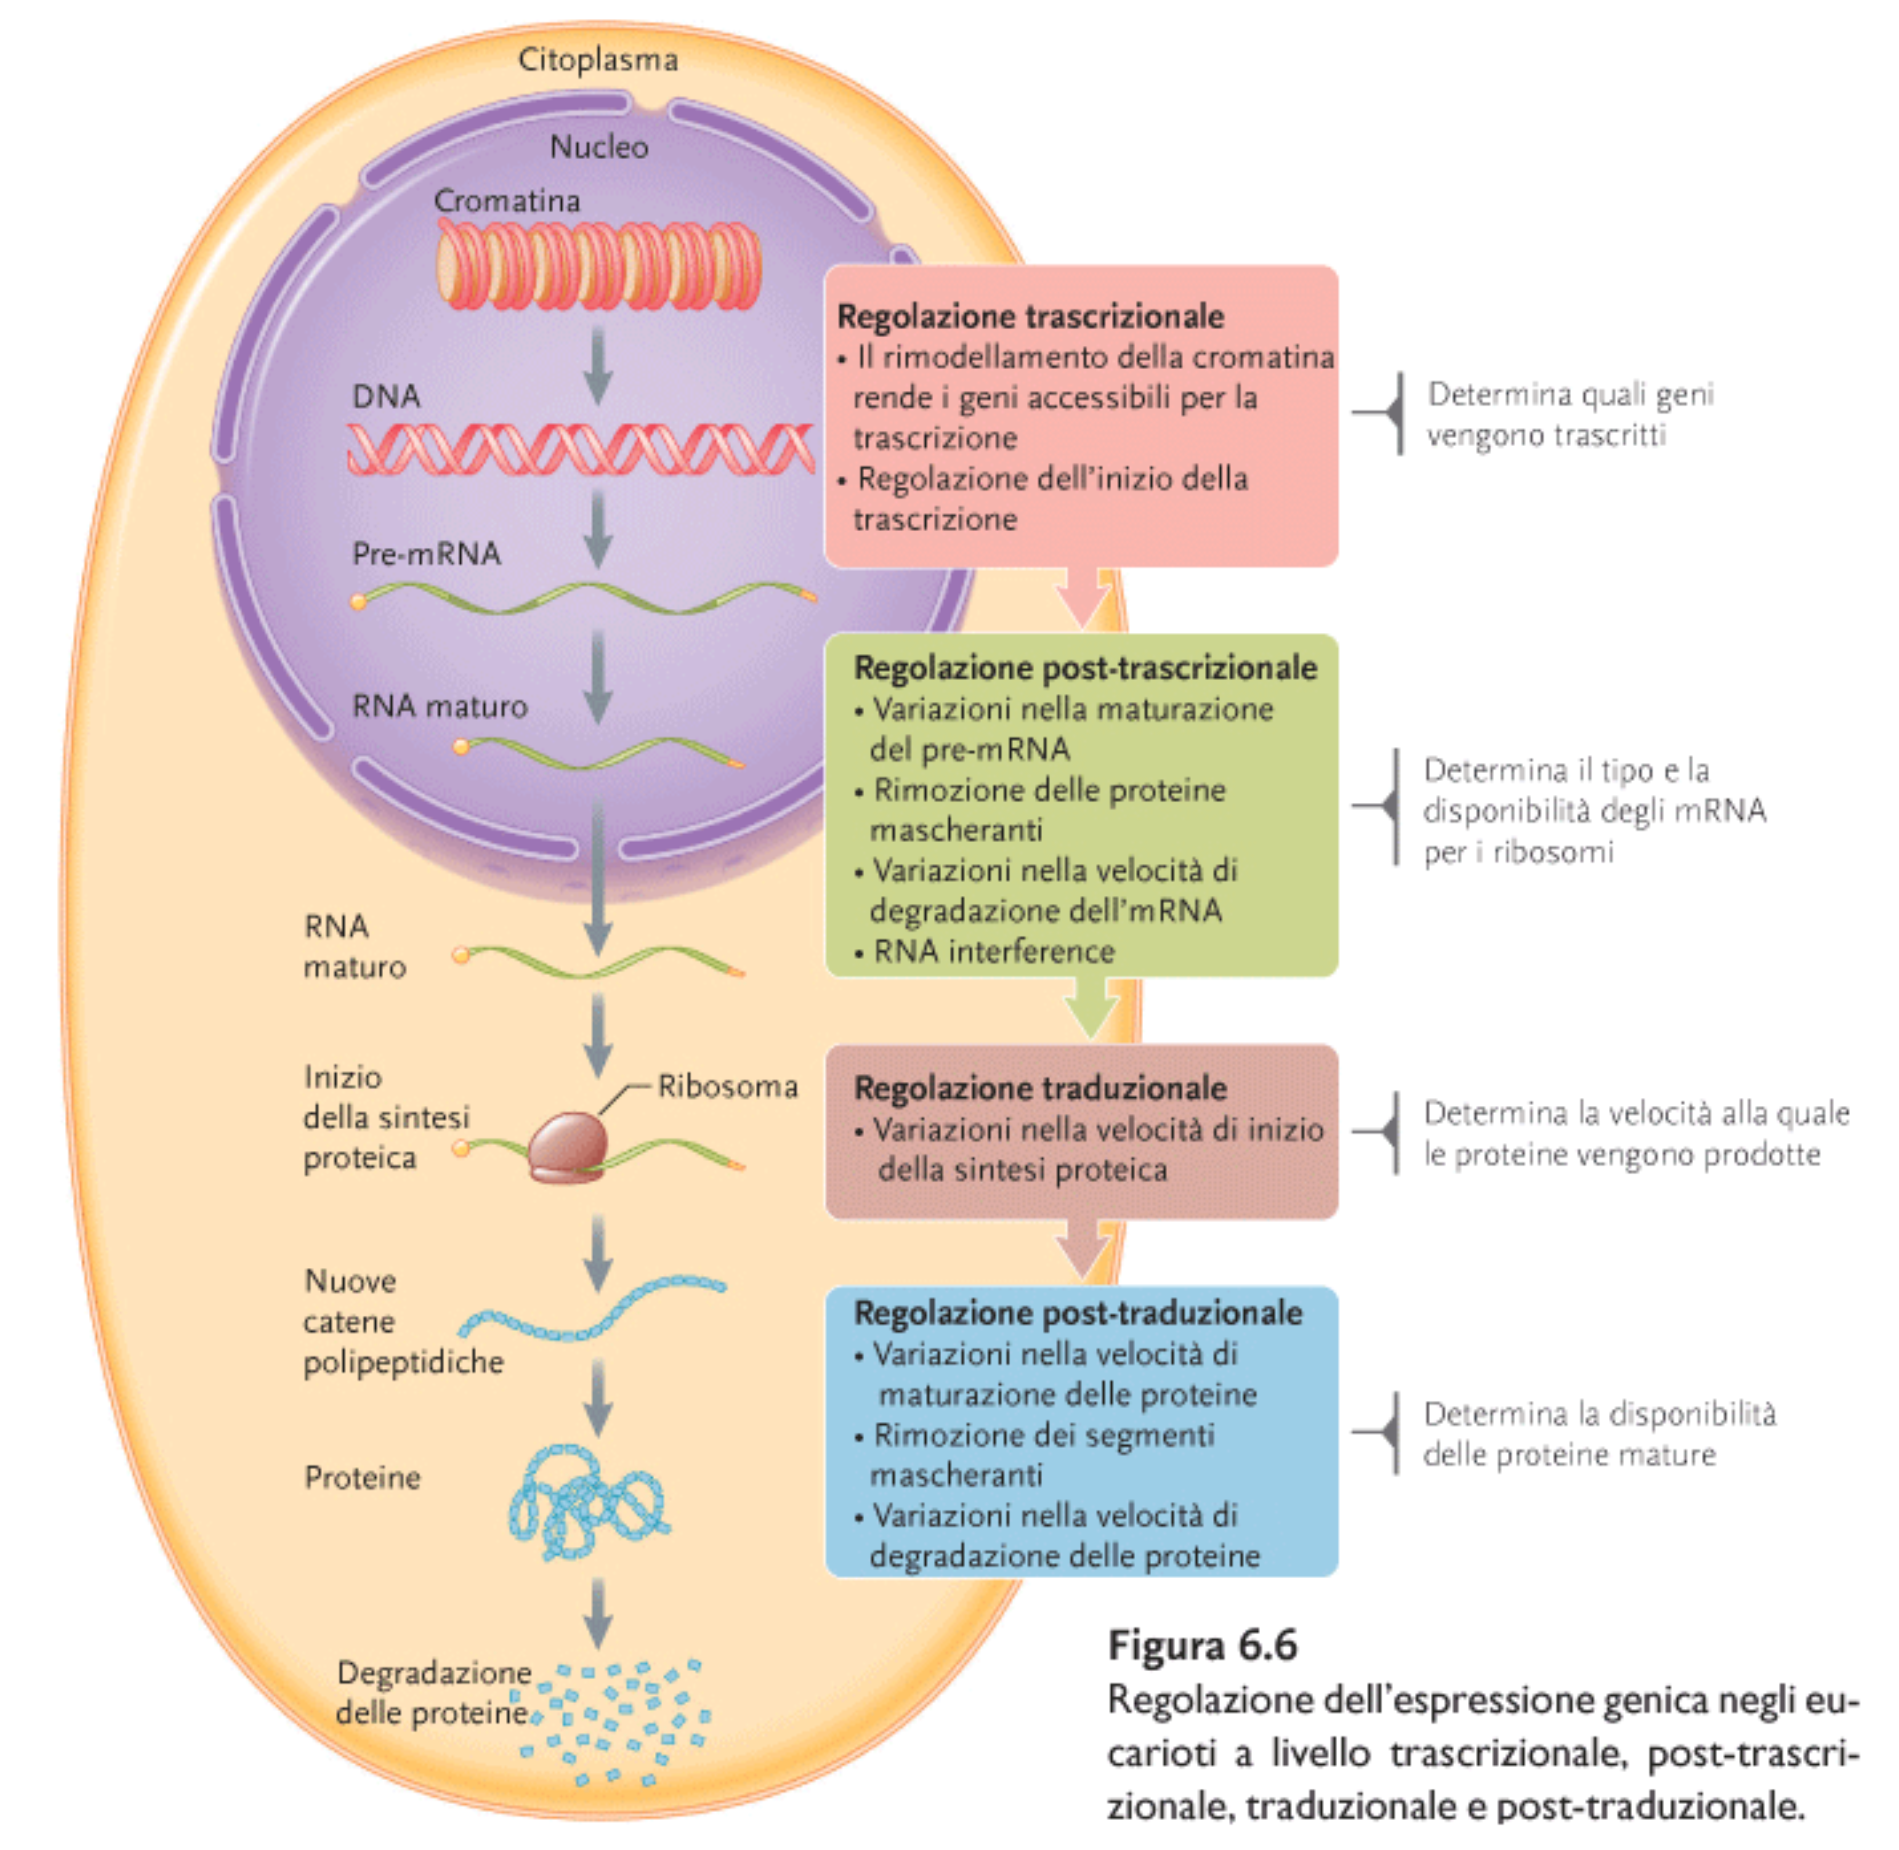 Citoplasma
Nucleo
Cromatina
DNA
Pre-mRNA
RNA maturo
RNA
maturo
Inizio
della sintesi
proteica
Ribosoma
Nuove
catene
polipeptidiche
Proteine
Degradazione
delle proteine
Regolazione trascrizionale
• Il rimodellamento della cromatina
rende i geni accessibili per la
trascrizione
• Regolazione dell'inizio della
trascrizione
Determina quali geni
vengono trascritti
Regolazione post-trascrizionale
• Variazioni nella maturazione
del pre-mRNA
• Rimozione delle proteine
mascheranti
• Variazioni nella velocità di
degradazione dell'mRNA
• RNA interference
Determina il tipo e la
disponibilità degli mRNA
per i ribosomi
Regolazione traduzionale
• Variazioni nella velocità di inizio
della sintesi proteica
Determina la velocità alla quale
le proteine vengono prodotte
Regolazione post-traduzionale
• Variazioni nella velocità di
maturazione delle proteine
• Rimozione dei segmenti
mascheranti
• Variazioni nella velocità di
degradazione delle proteine
Determina la disponibilità
delle proteine mature
Figura 6.6
Regolazione dell'espressione genica negli eu-
carioti a livello trascrizionale, post-trascri-
zionale, traduzionale e post-traduzionale.